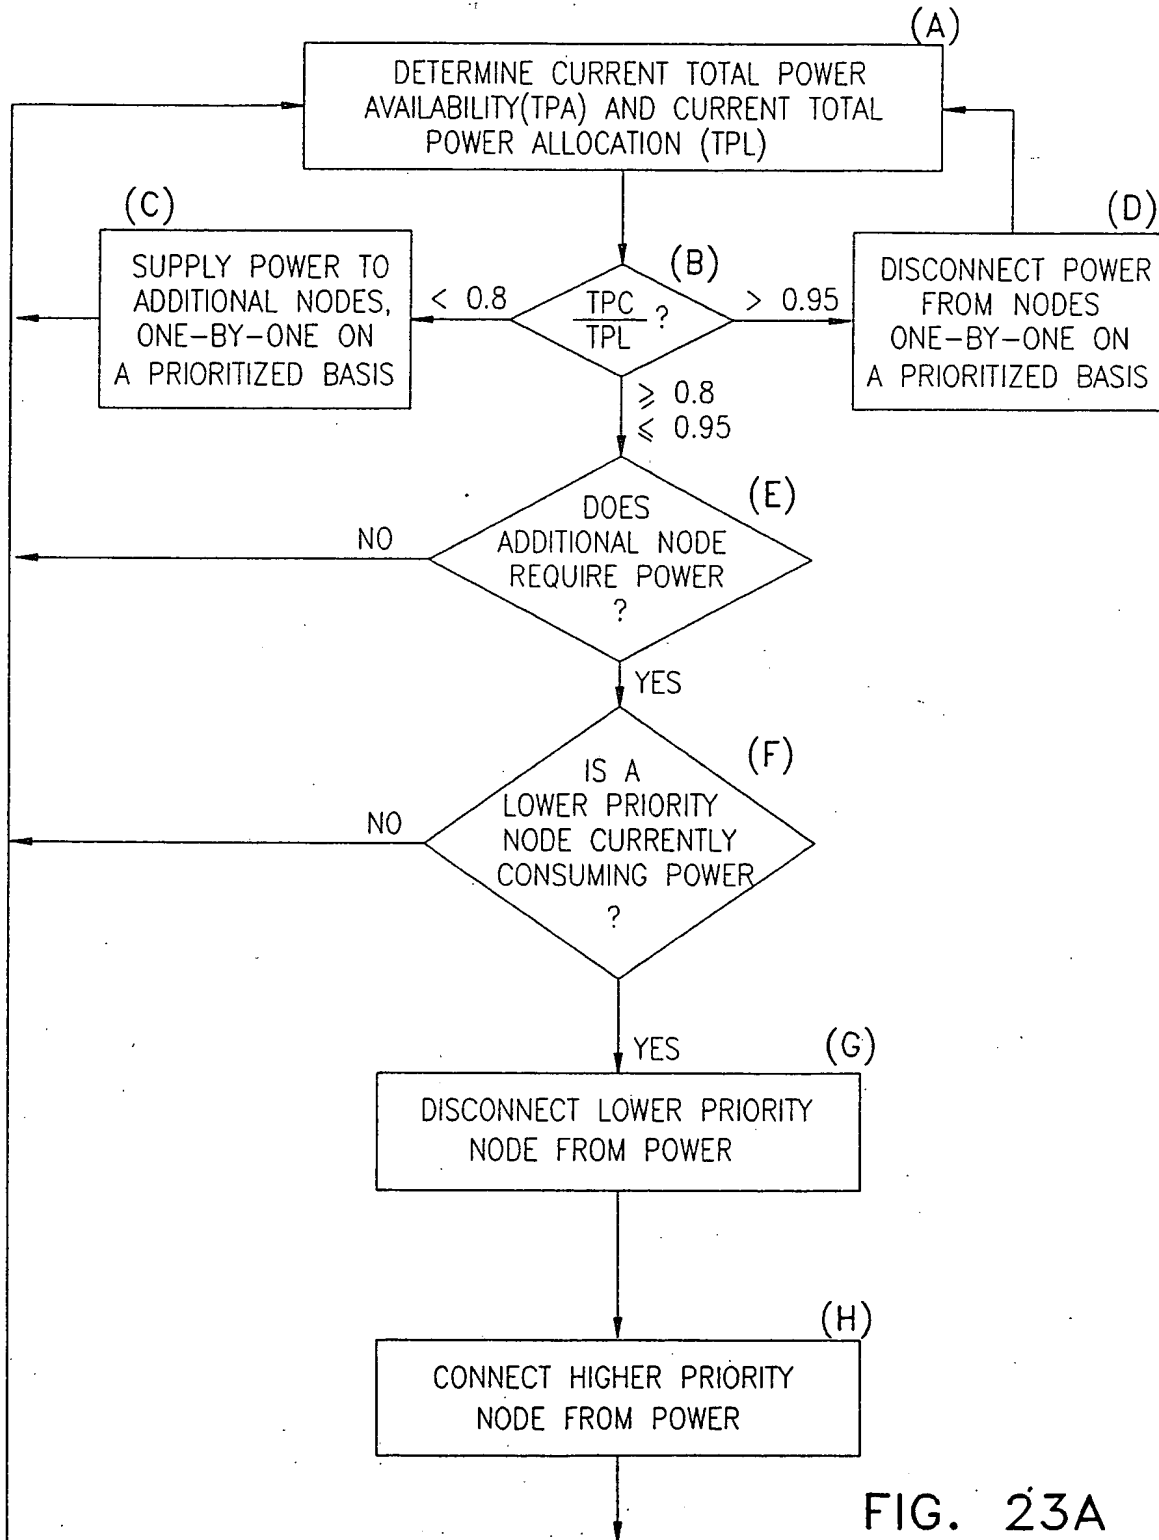 (A)
DETERMINE CURRENT TOTAL POWER
AVAILABILITY(TPA) AND CURRENT TOTAL
POWER ALLOCATION (TPL)
(C)
SUPPLY POWER TO
ADDITIONAL NODES,
ONE-BY-ONE ON
A PRIORITIZED BASIS
< 0.8
(B)
TPC
TPL
?
> 0.95
(D)
DISCONNECT POWER
FROM NODES
ONE-BY-ONE ON
A PRIORITIZED BASIS
⩾ 0.8
⩽ 0.95
(E)
DOES
ADDITIONAL NODE
REQUIRE POWER
?
NO
YES
(F)
IS A
LOWER PRIORITY
NODE CURRENTLY
CONSUMING POWER
?
NO
YES
(G)
DISCONNECT LOWER PRIORITY
NODE FROM POWER
(H)
CONNECT HIGHER PRIORITY
NODE FROM POWER
FIG. 23A